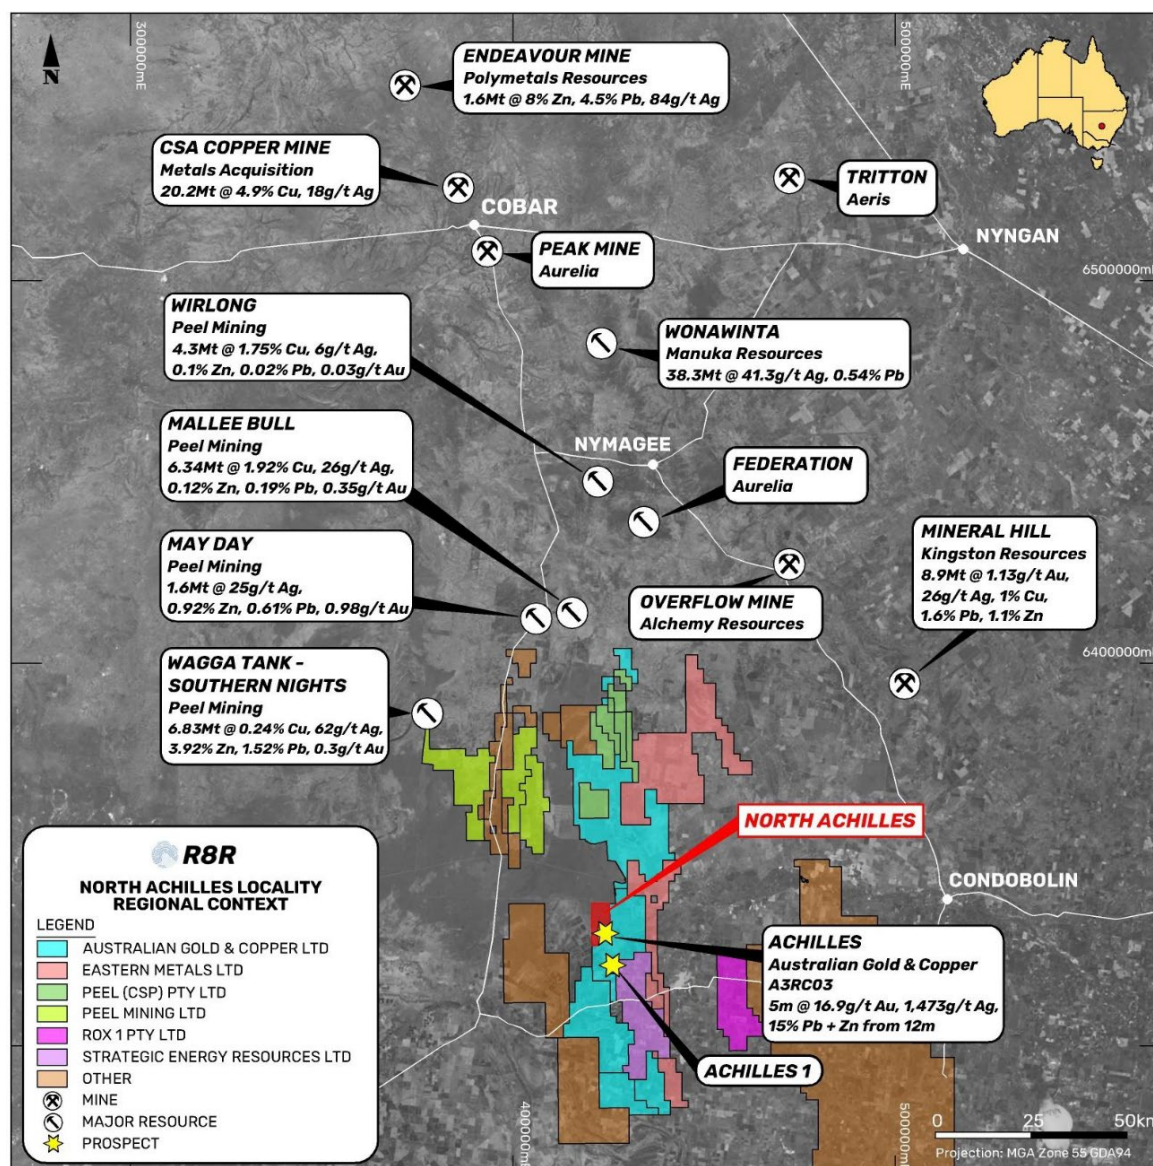 N
300000mE
500000mE
ENDEAVOUR MINE
Polymetals Resources
1.6Mt @ 8% Zn, 4.5% Pb, 84g/t Ag
CSA COPPER MINE
Metals Acquisition
20.2Mt @ 4.9% Cu, 18g/t Ag
TRITTON
Aeris
COBAR
NYNGAN
PEAK MINE
Aurelia
6500000mN
WIRLONG
Peel Mining
4.3Mt @ 1.75% Cu, 6g/t Ag,
0.1% Zn, 0.02% Pb, 0.03g/t Au
WONAWINTA
Manuka Resources
38.3Mt @ 41.3g/t Ag, 0.54% Pb
MALLEE BULL
Peel Mining
6.34Mt @ 1.92% Cu, 26g/t Ag,
0.12% Zn, 0.19% Pb, 0.35g/t Au
NYMAGEE
FEDERATION
Aurelia
MAY DAY
Peel Mining
1.6Mt @ 25g/t Ag,
0.92% Zn, 0.61% Pb, 0.98g/t Au
MINERAL HILL
Kingston Resources
8.9Mt @ 1.13g/t Au,
26g/t Ag, 1% Cu,
1.6% Pb, 1.1% Zn
OVERFLOW MINE
Alchemy Resources
6400000mN
WAGGA TANK -
SOUTHERN NIGHTS
Peel Mining
6.83Mt @ 0.24% Cu, 62g/t Ag,
3.92% Zn, 1.52% Pb, 0.3g/t Au
NORTH ACHILLES
CONDOBOLIN
ACHILLES
Australian Gold & Copper
A3RC03
5m @ 16.9g/t Au, 1,473g/t Ag,
15% Pb + Zn from 12m
ACHILLES 1
R8R
NORTH ACHILLES LOCALITY
REGIONAL CONTEXT
LEGEND
AUSTRALIAN GOLD & COPPER LTD
EASTERN METALS LTD
PEEL (CSP) PTY LTD
PEEL MINING LTD
ROX 1 PTY LTD
STRATEGIC ENERGY RESOURCES LTD
OTHER
MINE
MAJOR RESOURCE
PROSPECT
400000mE
500000mE
0 25 50km
Projection: MGA Zone 55 GDA94